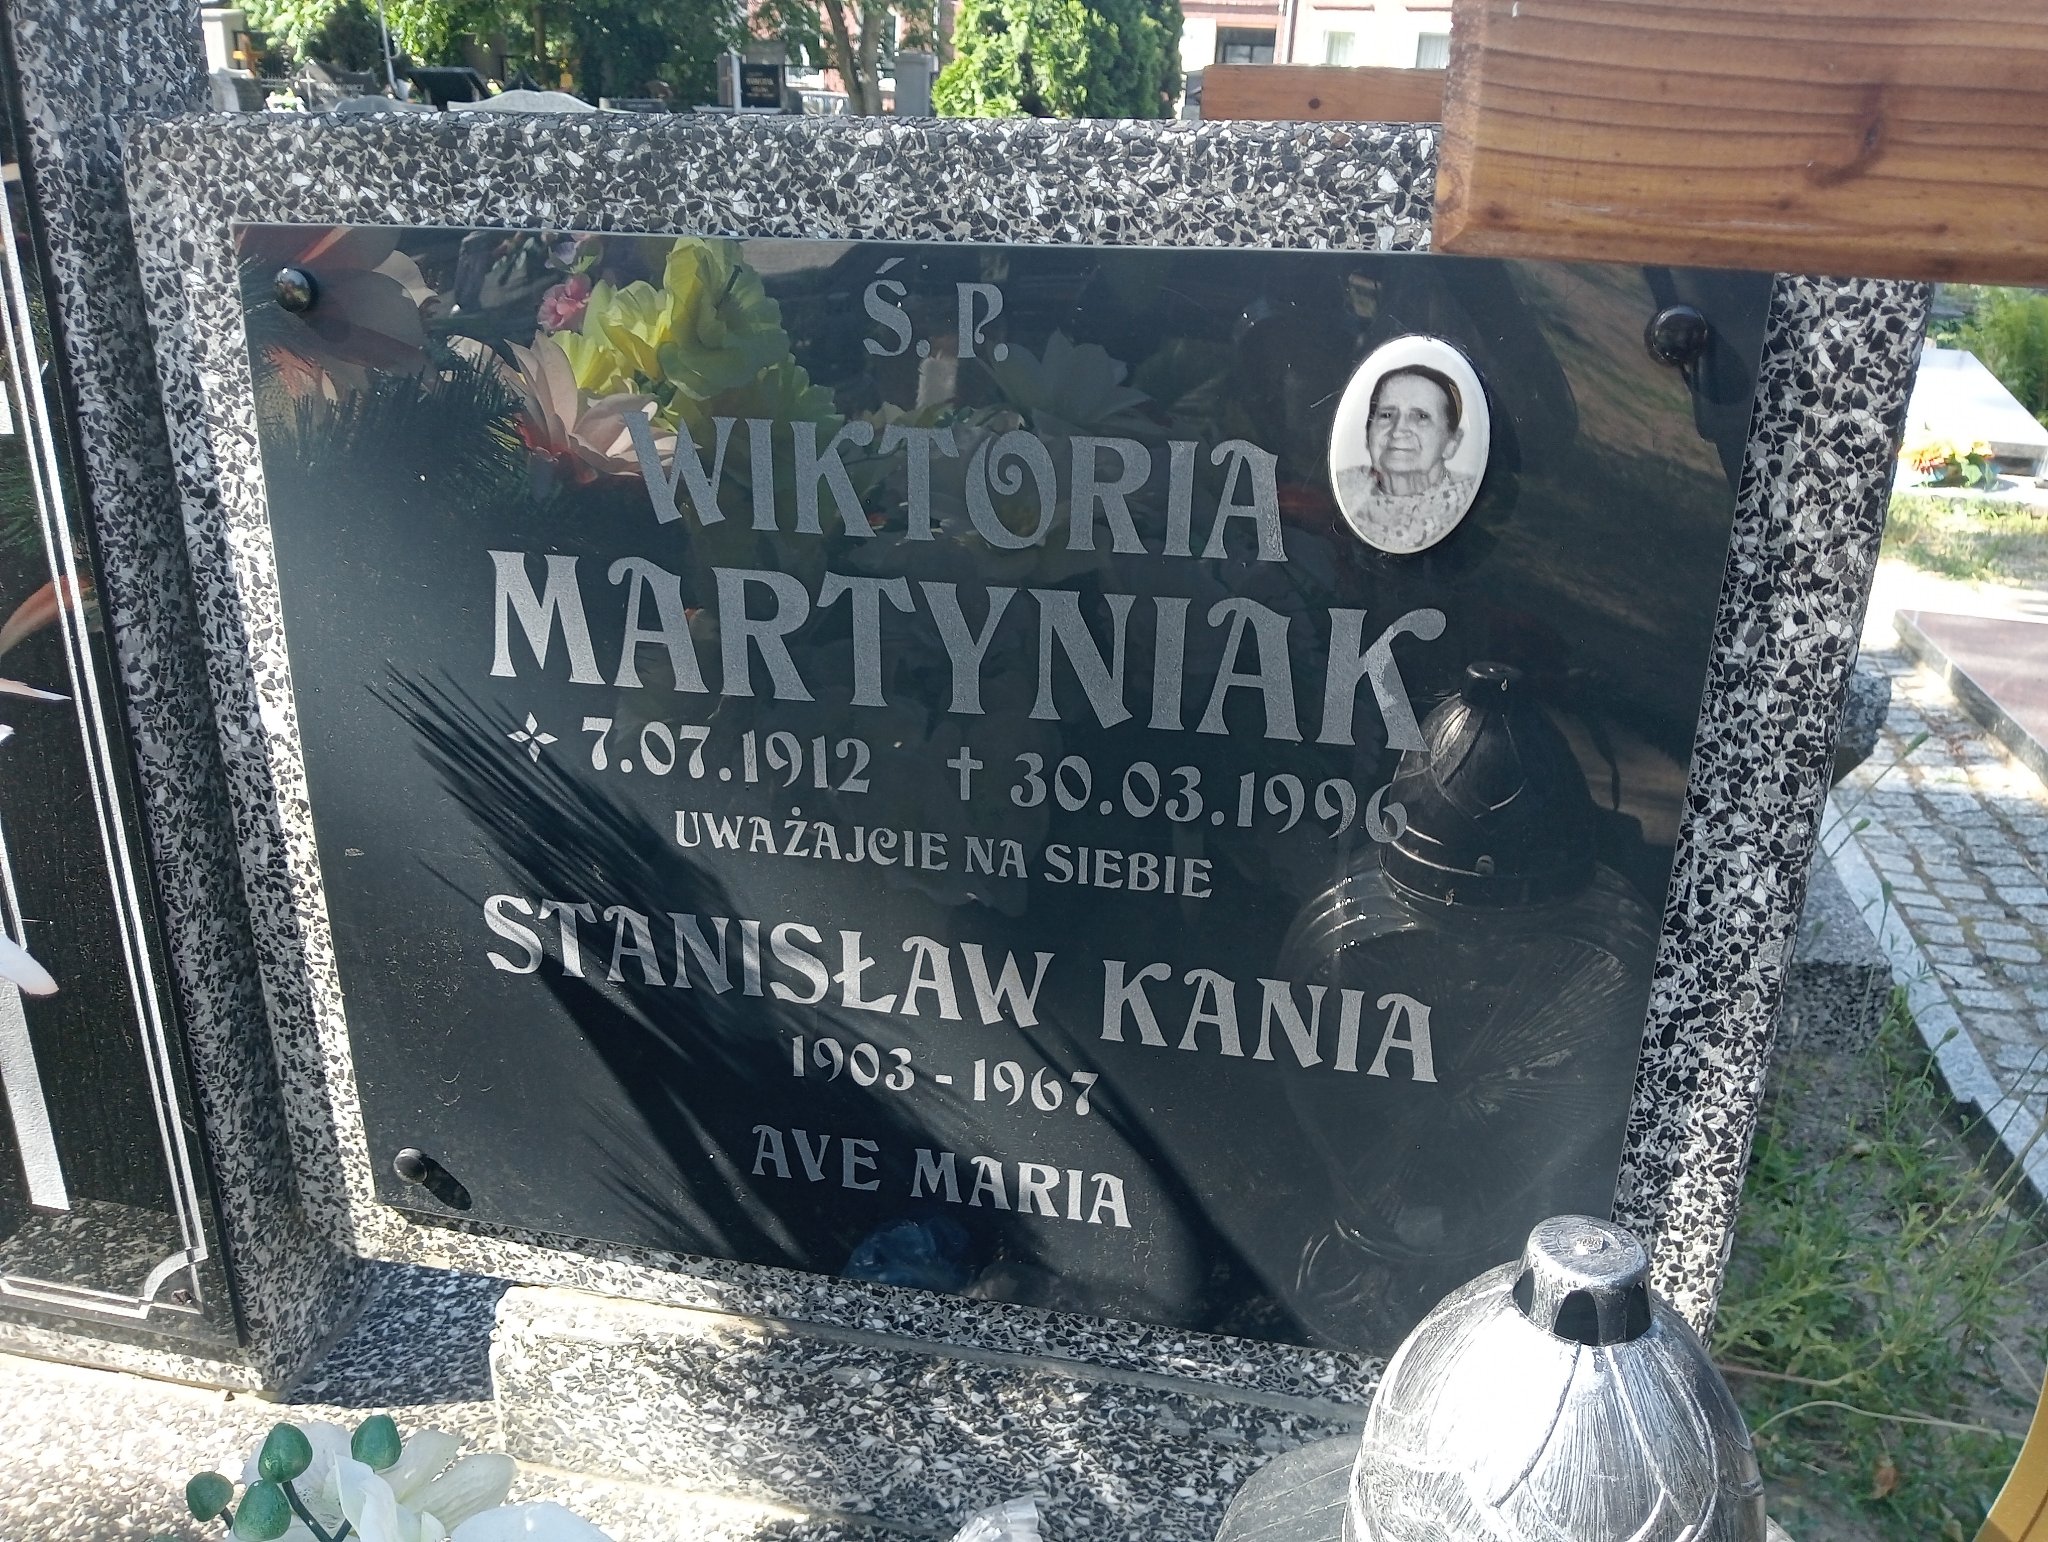 Ś. P.
WIKTORIA
MARTYNIAK
7.07.1912 † 30.03.1996
UWAŻAJCIE NA SIEBIE
STANISŁAW KANIA
1903 - 1967
AVE MARIA